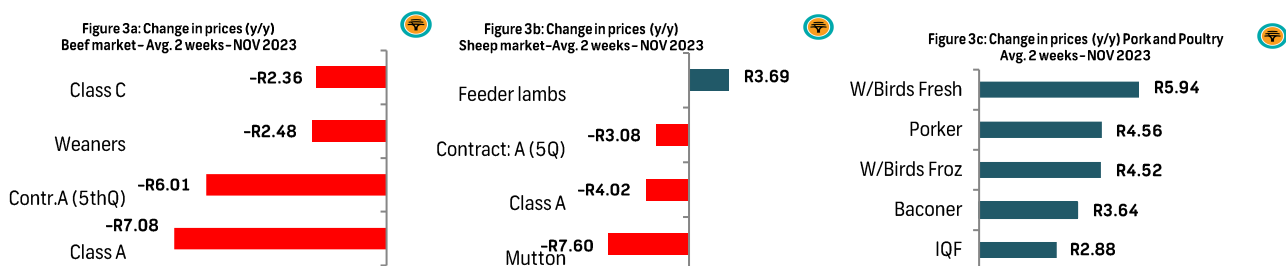 Figure 3a: Change in prices (y/y)
Beef market – Avg. 2 weeks – NOV 2023
Class C
–R2.36
Weaners
–R2.48
Contr.A (5thQ)
–R6.01
Class A
–R7.08
Figure 3b: Change in prices (y/y)
Sheep market–Avg. 2 weeks – NOV 2023
Feeder lambs
R3.69
Contract: A (5Q)
–R3.08
Class A
–R4.02
Mutton
–R7.60
Figure 3c: Change in prices (y/y) Pork and Poultry
Avg. 2 weeks – NOV 2023
W/Birds Fresh
R5.94
Porker
R4.56
W/Birds Froz
R4.52
Baconer
R3.64
IQF
R2.88